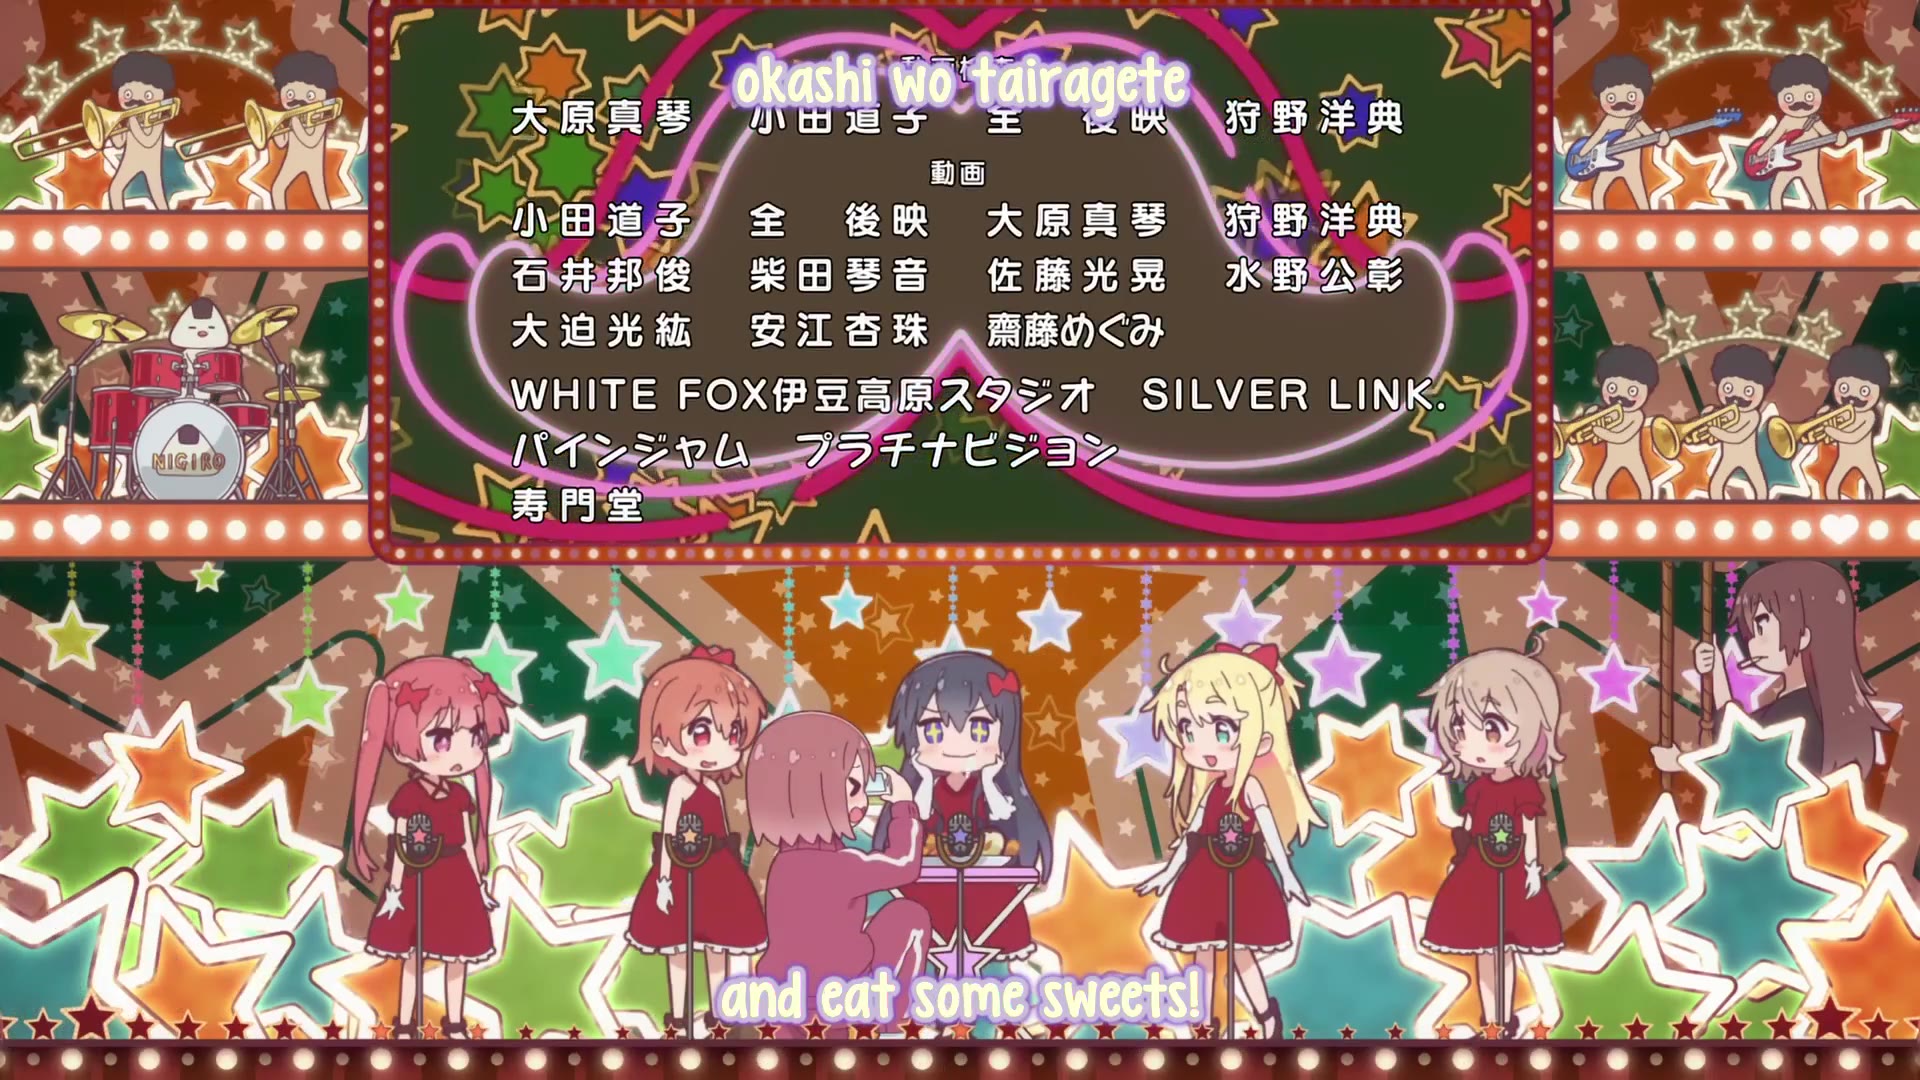 okashi wo tairagete
大原真琴 小田道子 全 後映 狩野洋典
動画
小田道子 全 後映 大原真琴 狩野洋典
石井邦俊 柴田琴音 佐藤光晃 水野公彰
大迫光紘 安江杏珠 齋藤めぐみ
WHITE FOX伊豆高原スタジオ SILVER LINK.
パインジャム プラチナビジョン
寿門堂
NIGIRO
and eat some sweets!